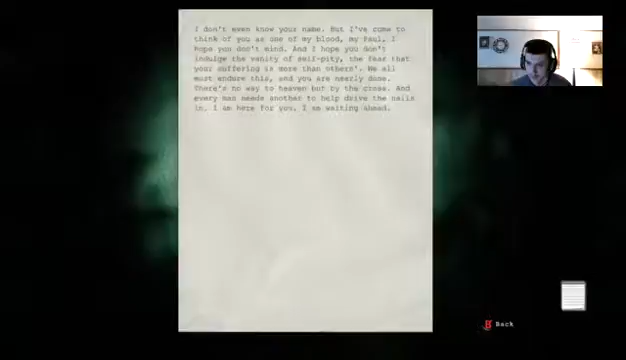 I don't even know your name. But I've come to
think of you as one of my blood, my Paul. I
hope you don't mind. And I hope you don't
indulge the vanity of self-pity, the fear that
your suffering is more than others'. We all
must endure this, and you are nearly done.
There's no way to heaven but by the cross. And
every man needs another to help drive the nails
in. I am here for you. I am waiting ahead.
Back